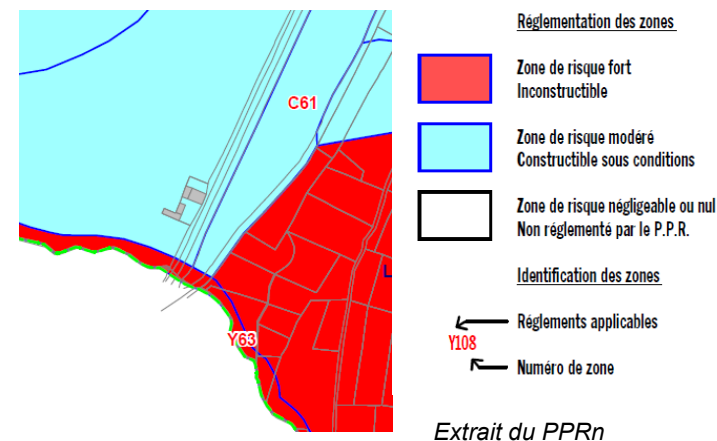 Réglementation des zones
Zone de risque fort
Inconstructible
C61
Zone de risque modéré
Constructible sous conditions
Zone de risque négligeable ou nul
Non réglementé par le P.P.R.
Identification des zones
L
Réglements applicables
Y63
Y108
Numéro de zone
Extrait du PPRn